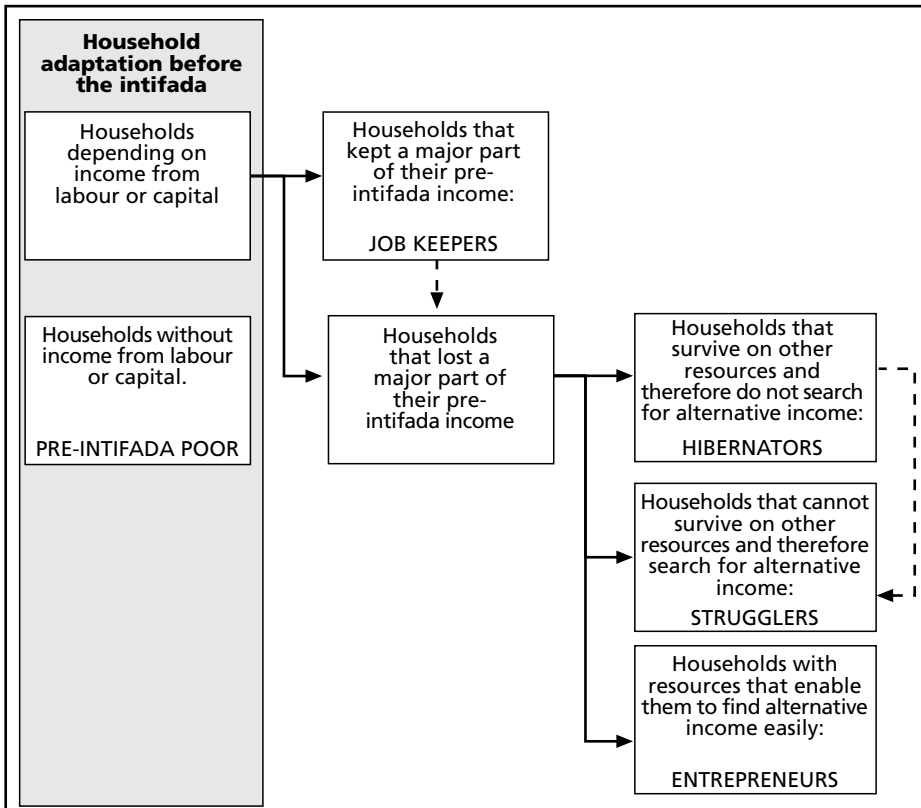 Household
adaptation before
the intifada
Households
depending on
income from
labour or capital
Households without
income from labour
or capital.
PRE-INTIFADA POOR
Households that
kept a major part
of their pre-
intifada income:
JOB KEEPERS
Households
that lost a
major part of
their pre-
intifada income
Households that
survive on other
resources and
therefore do not search
for alternative income:
HIBERNATORS
Households that cannot
survive on other
resources and therefore
search for alternative
income:
STRUGGLERS
Households with
resources that enable
them to find alternative
income easily:
ENTREPRENEURS